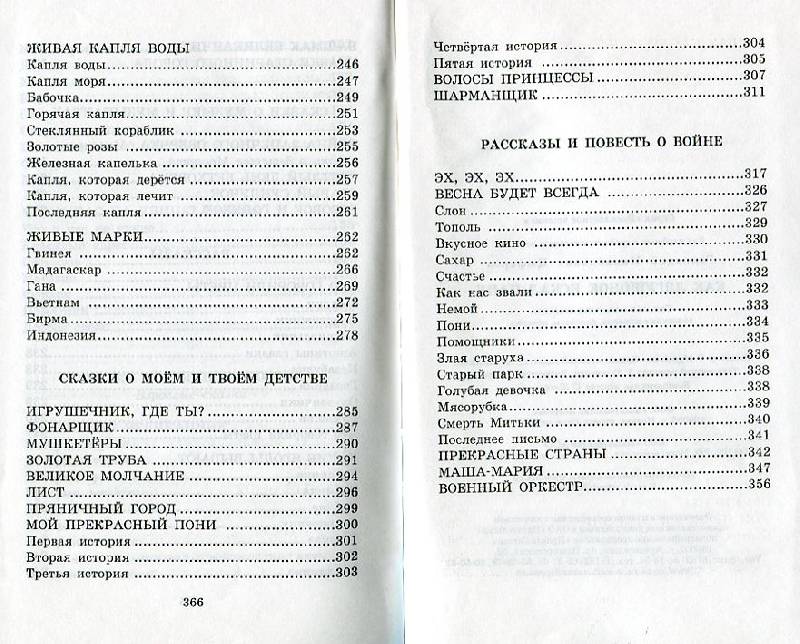 ЖИВАЯ КАПЛЯ ВОДЫ
Капля воды.....246
Капля моря.....247
Бабочка.....249
Горячая капля.....251
Стеклянный кораблик.....253
Золотые розы.....255
Железная капелька.....256
Капля, которая дерётся.....257
Капля, которая лечит.....259
Последняя капля.....261
ЖИВЫЕ МАРКИ.....262
Гвинея.....262
Мадагаскар.....266
Гана.....269
Вьетнам.....272
Бирма.....275
Индонезия.....278
СКАЗКИ О МОЁМ И ТВОЁМ ДЕТСТВЕ
ИГРУШЕЧНИК, ГДЕ ТЫ?.....285
ФОНАРЩИК.....287
МУШКЕТЁРЫ.....290
ЗОЛОТАЯ ТРУБА.....291
ВЕЛИКОЕ МОЛЧАНИЕ.....294
ЛИСТ.....296
ПРЯНИЧНЫЙ ГОРОД.....299
МОЙ ПРЕКРАСНЫЙ ПОНИ.....300
Первая история.....301
Вторая история.....302
Третья история.....303
366
Четвёртая история.....304
Пятая история.....305
ВОЛОСЫ ПРИНЦЕССЫ.....307
ШАРМАНЩИК.....311
РАССКАЗЫ И ПОВЕСТЬ О ВОЙНЕ
ЭХ, ЭХ, ЭХ.....317
ВЕСНА БУДЕТ ВСЕГДА.....326
Слон.....327
Тополь.....329
Вкусное кино.....330
Сахар.....331
Счастье.....332
Как нас звали.....332
Немой.....333
Пони.....334
Помощники.....335
Злая старуха.....336
Старый парк.....338
Голубая девочка.....338
Мясорубка.....339
Смерть Митьки.....340
Последнее письмо.....341
ПРЕКРАСНЫЕ СТРАНЫ.....342
МАША-МАРИЯ.....347
ВОЕННЫЙ ОРКЕСТР.....356